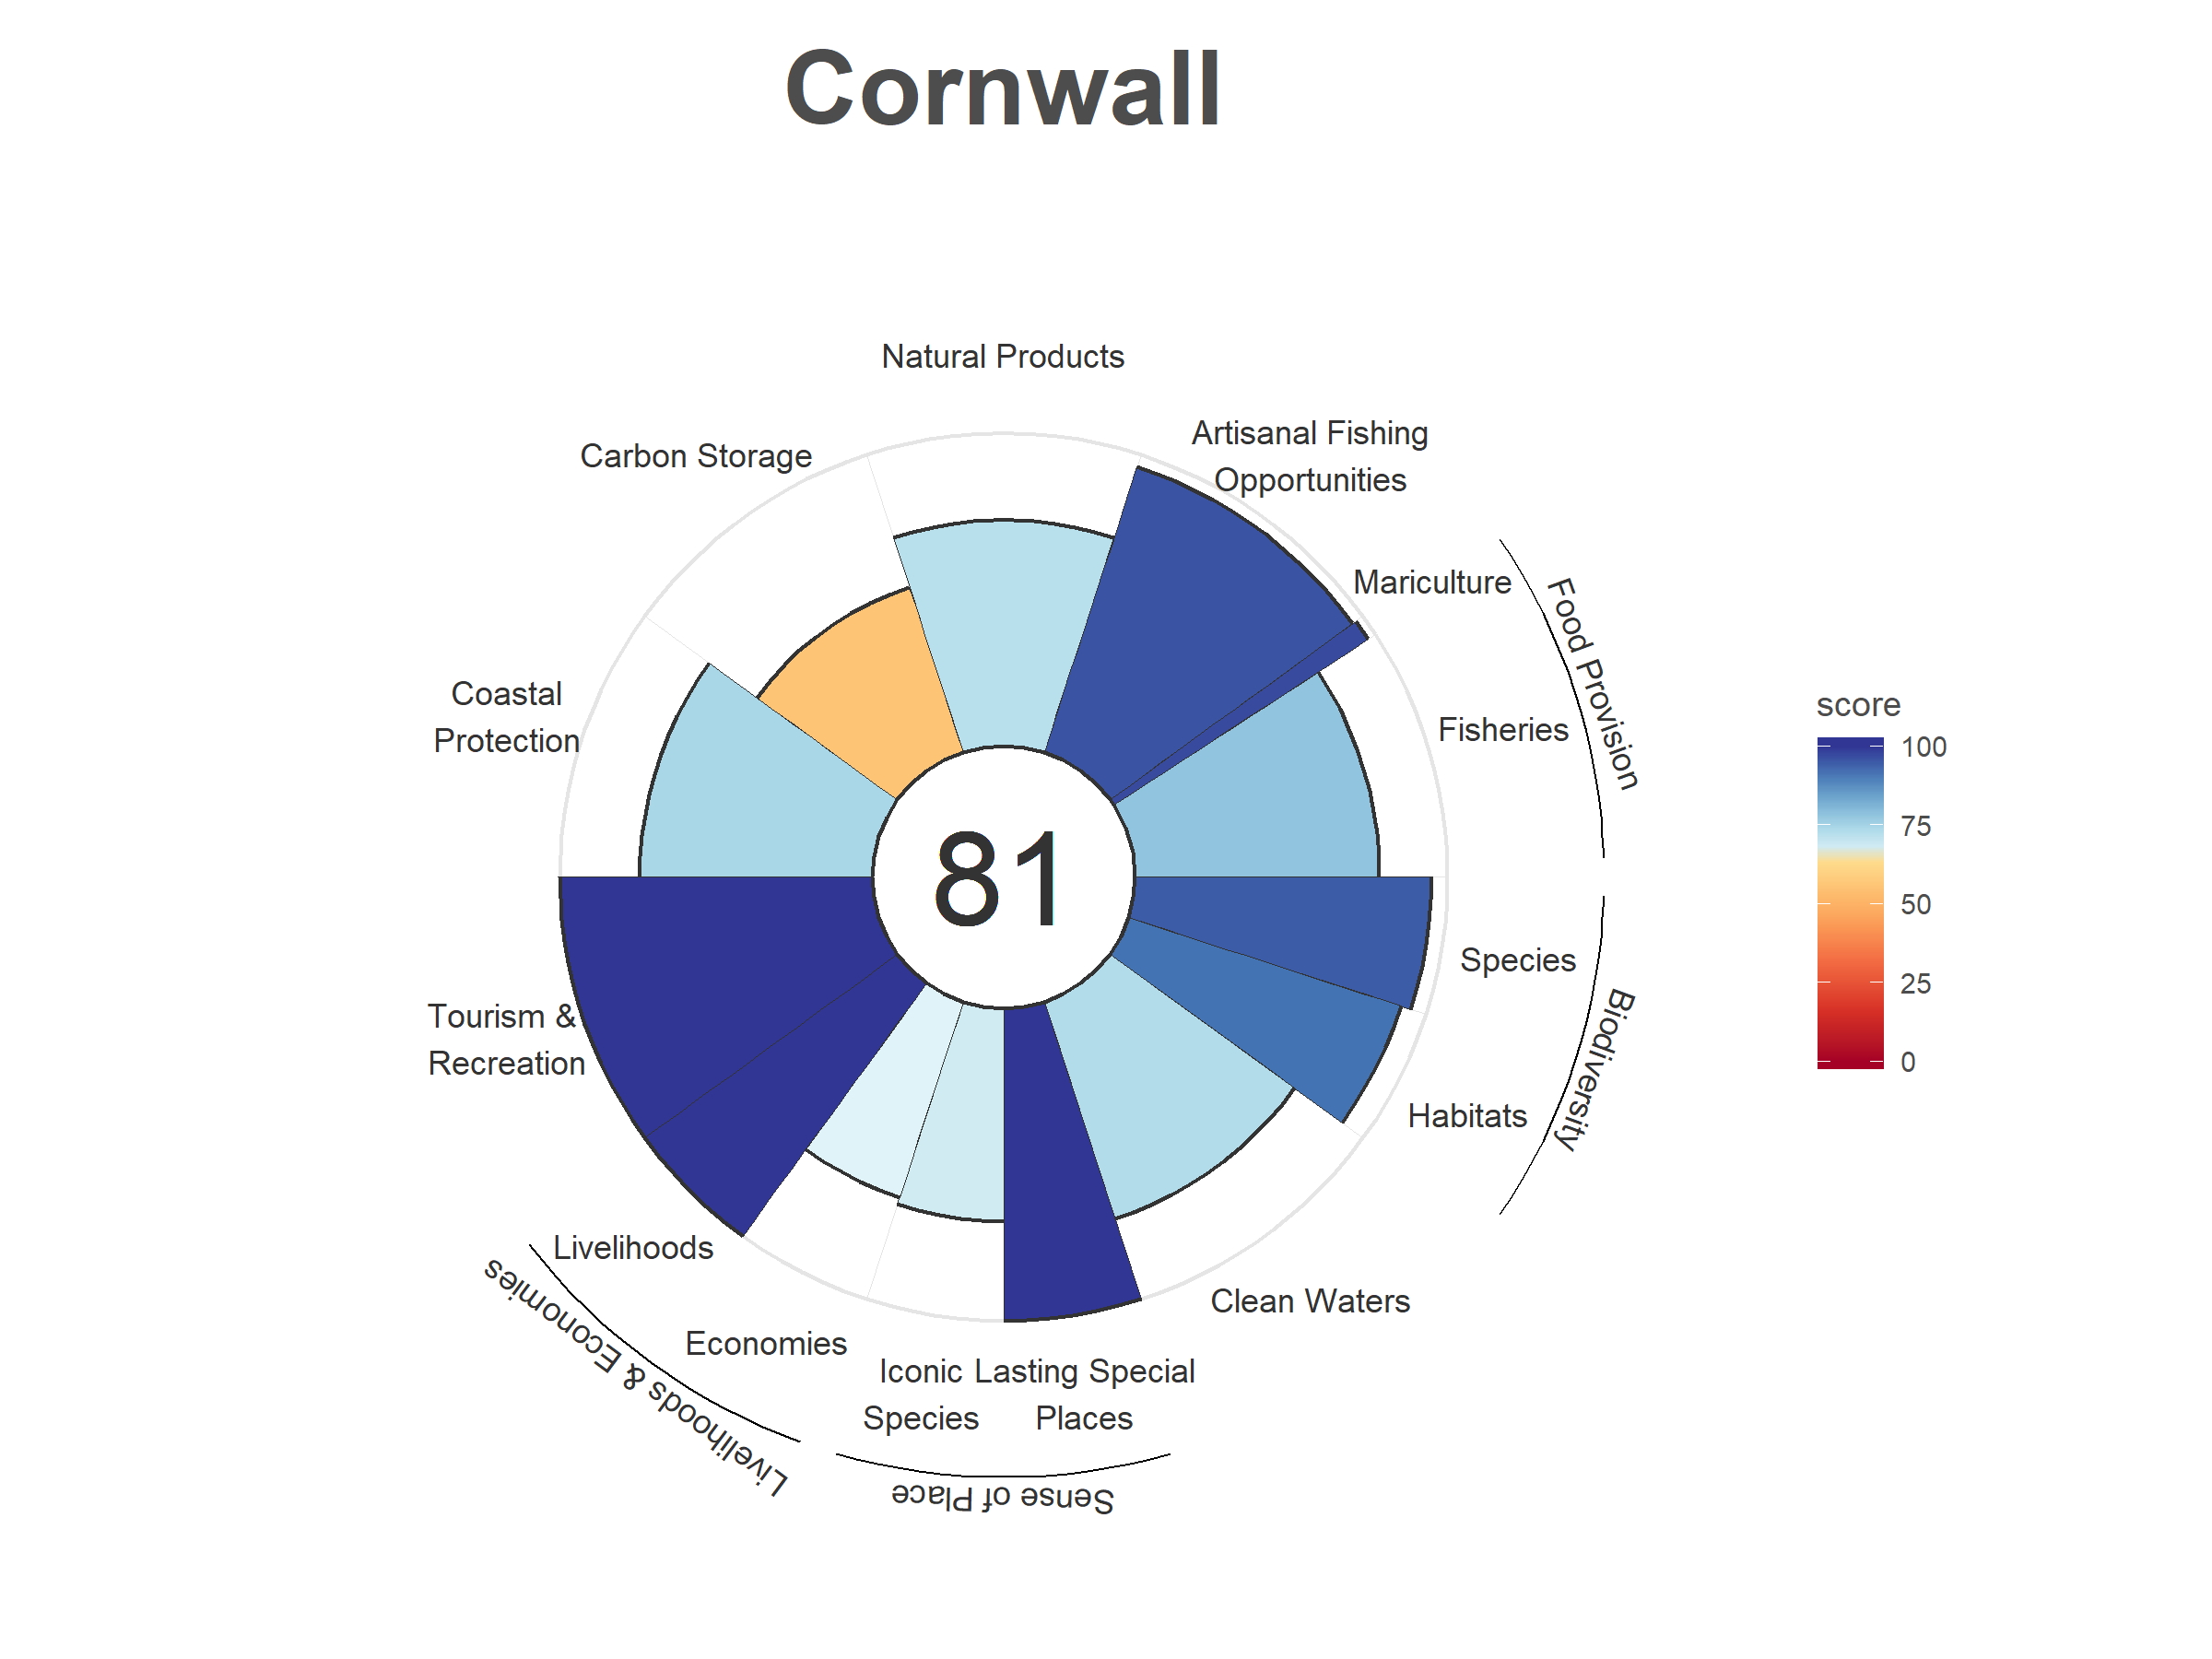 Cornwall
Natural Products
Artisanal Fishing
Opportunities
Carbon Storage
Mariculture
Food Provision
Fisheries
Coastal
Protection
score
100
75
50
25
0
81
Species
Biodiversity
Tourism &
Recreation
Habitats
Livelihoods
Clean Waters
Livelihoods & Economies
Economies
Iconic
Species
Lasting Special
Places
Sense of Place